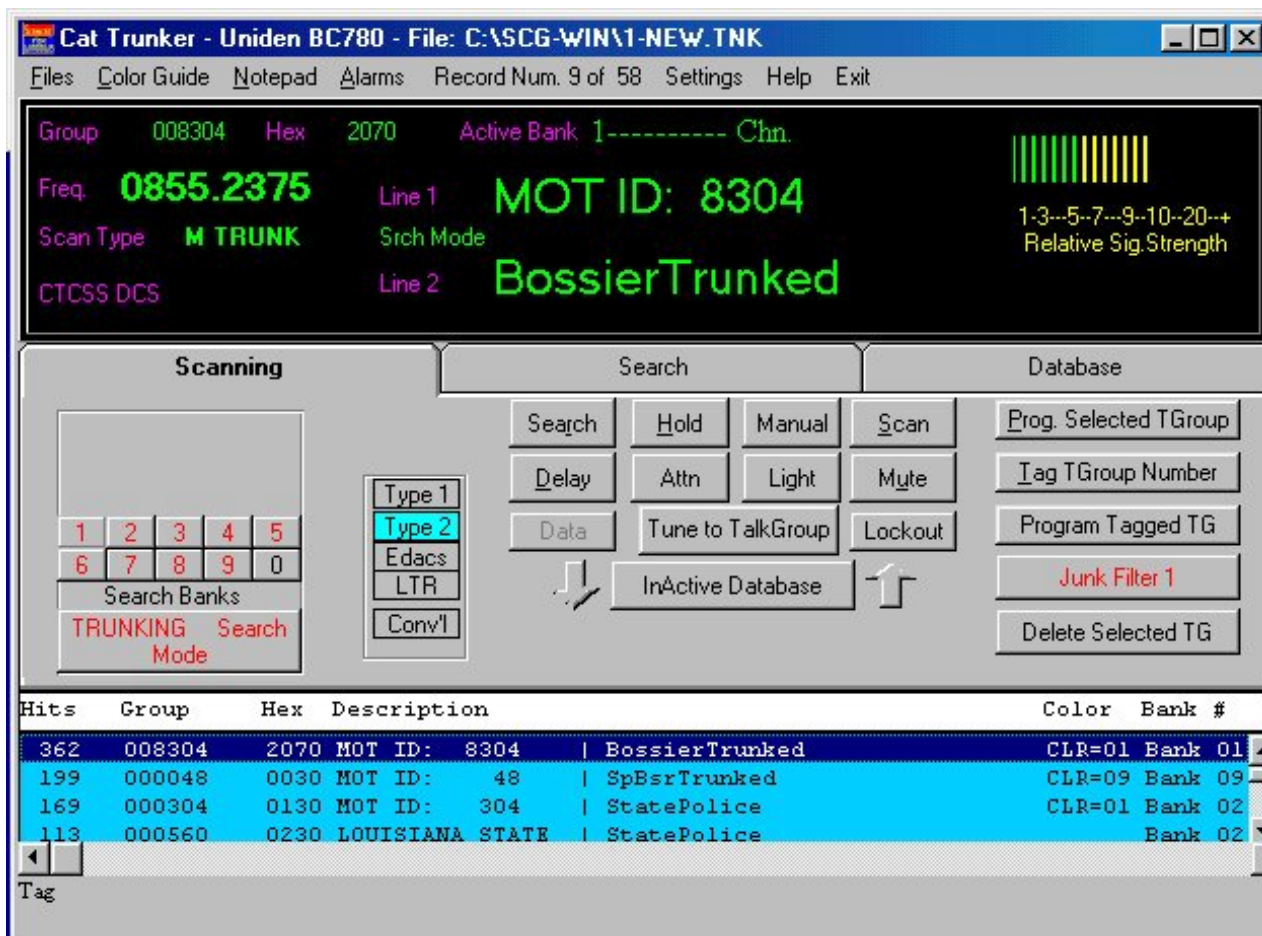 Cat Trunker - Uniden BC780 - File: C:\SCG-WIN\1-NEW.TNK
Files Color Guide Notepad Alarms Record Num. 9 of 58 Settings Help Exit
Group 008304 Hex 2070 Active Bank 1---------- Chn.
Freq. 0855.2375 Line 1 MOT ID: 8304
1-3---5--7---9--10--20--+
Scan Type M TRUNK Srch Mode
Relative Sig.Strength
CTCSS DCS Line 2 BossierTrunked
Scanning Search Database
Search Hold Manual Scan Prog. Selected TGroup
Delay Attn Light Mute Tag TGroup Number
Type 1
Type 2
Edacs
LTR
Conv'l
1 2 3 4 5
6 7 8 9 0
Search Banks
TRUNKING Search
Mode
Data Tune to TalkGroup Lockout Program Tagged TG
InActive Database Junk Filter 1
Delete Selected TG
Hits Group Hex Description Color Bank #
362 008304 2070 MOT ID: 8304 | BossierTrunked CLR=01 Bank 01
199 000048 0030 MOT ID: 48 | SpBsrTrunked CLR=09 Bank 09
169 000304 0130 MOT ID: 304 | StatePolice CLR=01 Bank 02
113 000560 0230 LOUISIANA STATE | StatePolice Bank 02
Tag